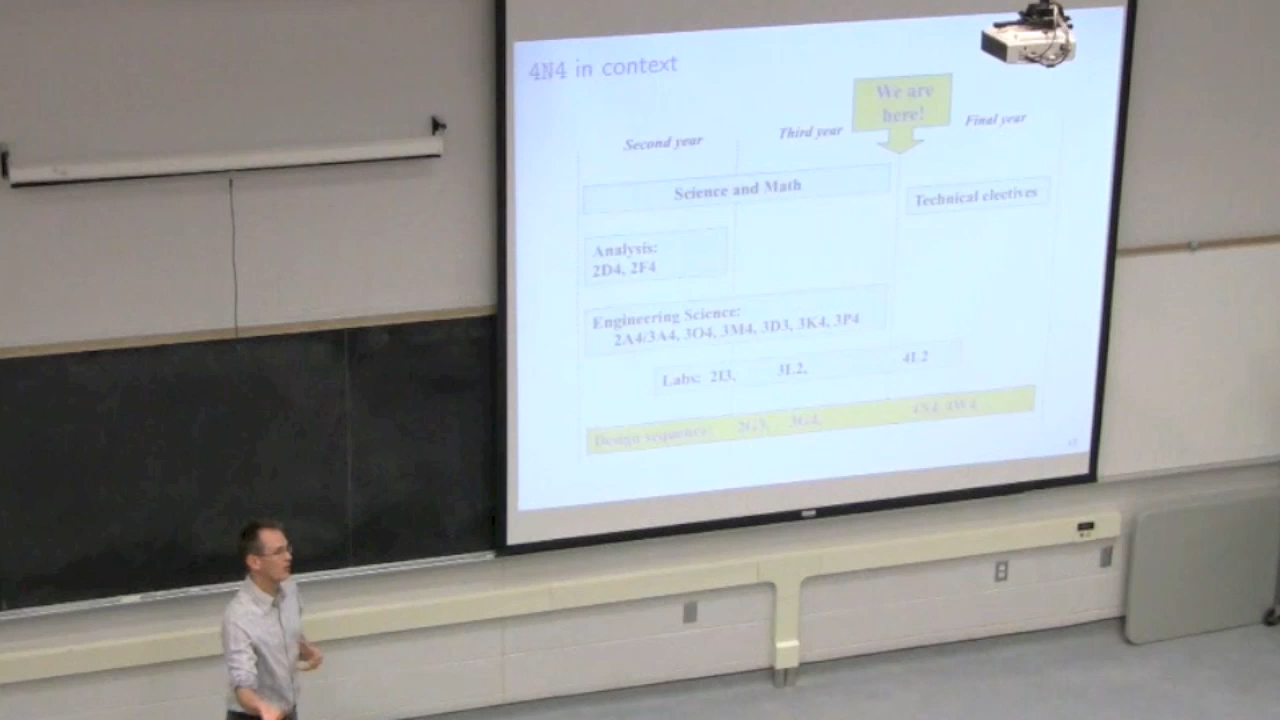 4N4 in context
We are
here!
Second year
Third year
Final year
Science and Math
Technical electives
Analysis:
2D4, 2F4
Engineering Science:
2A4/3A4, 3O4, 3M4, 3D3, 3K4, 3P4
Labs: 2I3, 3L2, 4L2
Design sequence: 2G3, 3G4,